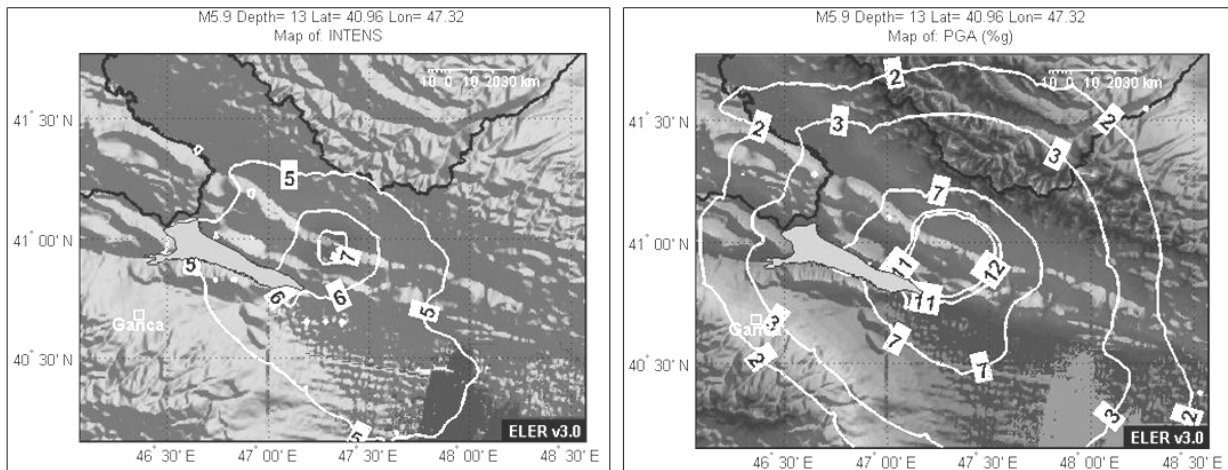 M5.9 Depth= 13 Lat= 40.96 Lon= 47.32
Map of: INTENS
10 0 10 2030 km
41° 30' N
41° 00' N
40° 30' N
5
5
5
5
6
6
7
Ganca
ELER v3.0
46° 30' E
47° 00' E
47° 30' E
48° 00' E
48° 30' E
M5.9 Depth= 13 Lat= 40.96 Lon= 47.32
Map of: PGA (%g)
10 0 10 2030 km
41° 30' N
41° 00' N
40° 30' N
2
2
2
3
3
7
11
12
11
3
7
2
7
3
2
ELER v3.0
46° 30' E
47° 00' E
47° 30' E
48° 00' E
48° 30' E